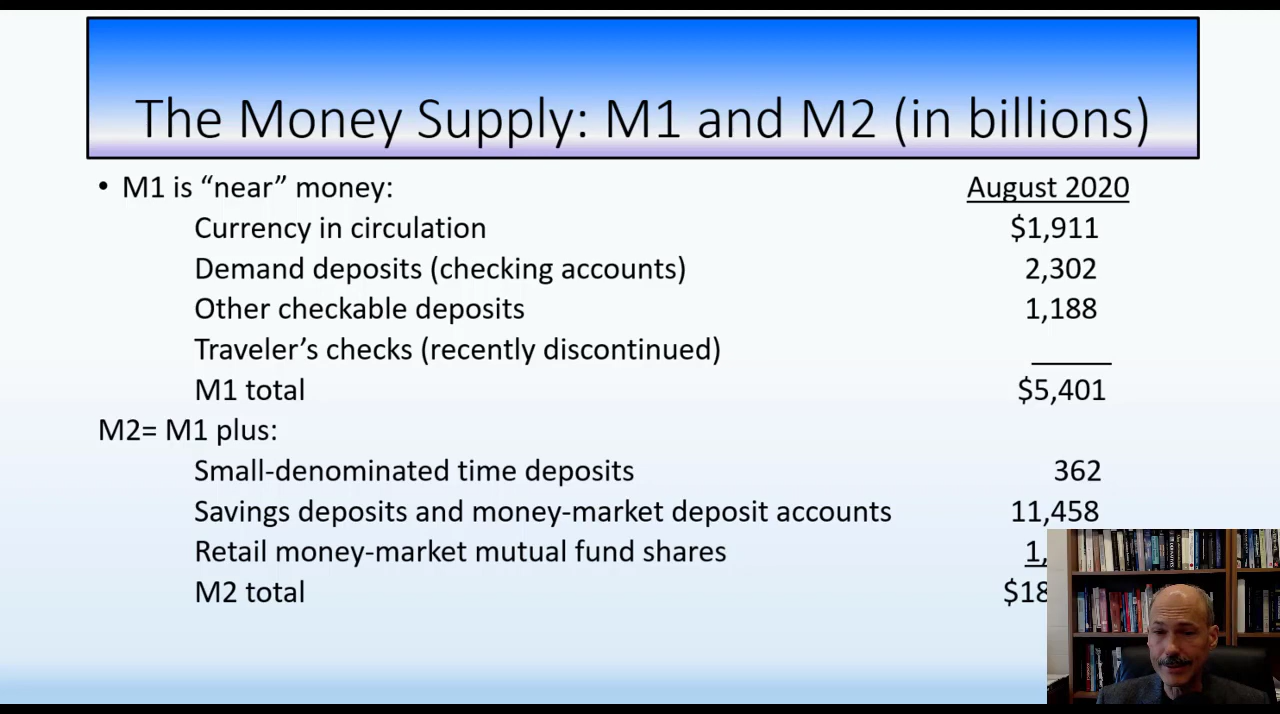 The Money Supply: M1 and M2 (in billions)
• M1 is “near” money: August 2020
Currency in circulation $1,911
Demand deposits (checking accounts) 2,302
Other checkable deposits 1,188
Traveler’s checks (recently discontinued)
M1 total $5,401
M2= M1 plus:
Small-denominated time deposits 362
Savings deposits and money-market deposit accounts 11,458
Retail money-market mutual fund shares
M2 total